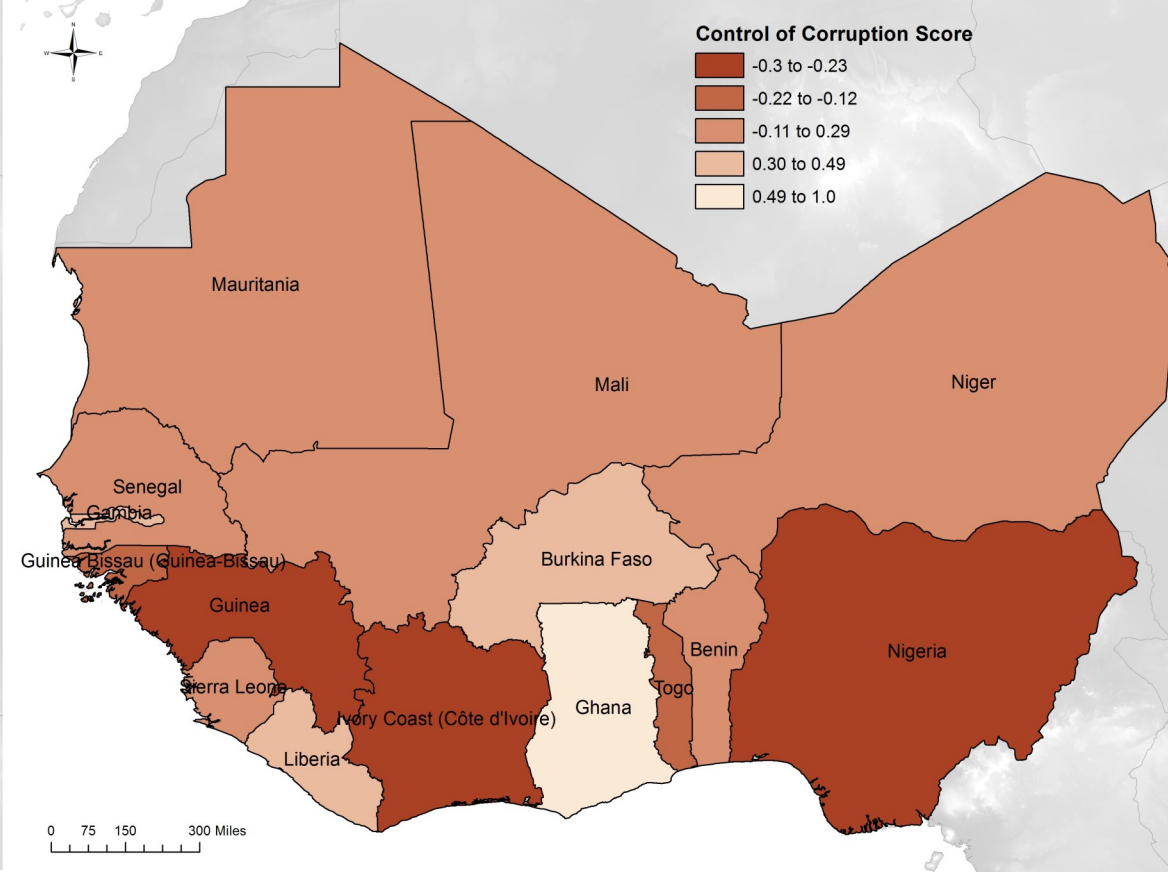 N
W E
S
Control of Corruption Score
-0.3 to -0.23
-0.22 to -0.12
-0.11 to 0.29
0.30 to 0.49
0.49 to 1.0
Mauritania
Mali
Niger
Senegal
Gambia
Guinea Bissau (Guinea-Bissau)
Burkina Faso
Guinea
Benin
Nigeria
Sierra Leone
Togo
Ivory Coast (Côte d'Ivoire)
Ghana
Liberia
0 75 150 300 Miles